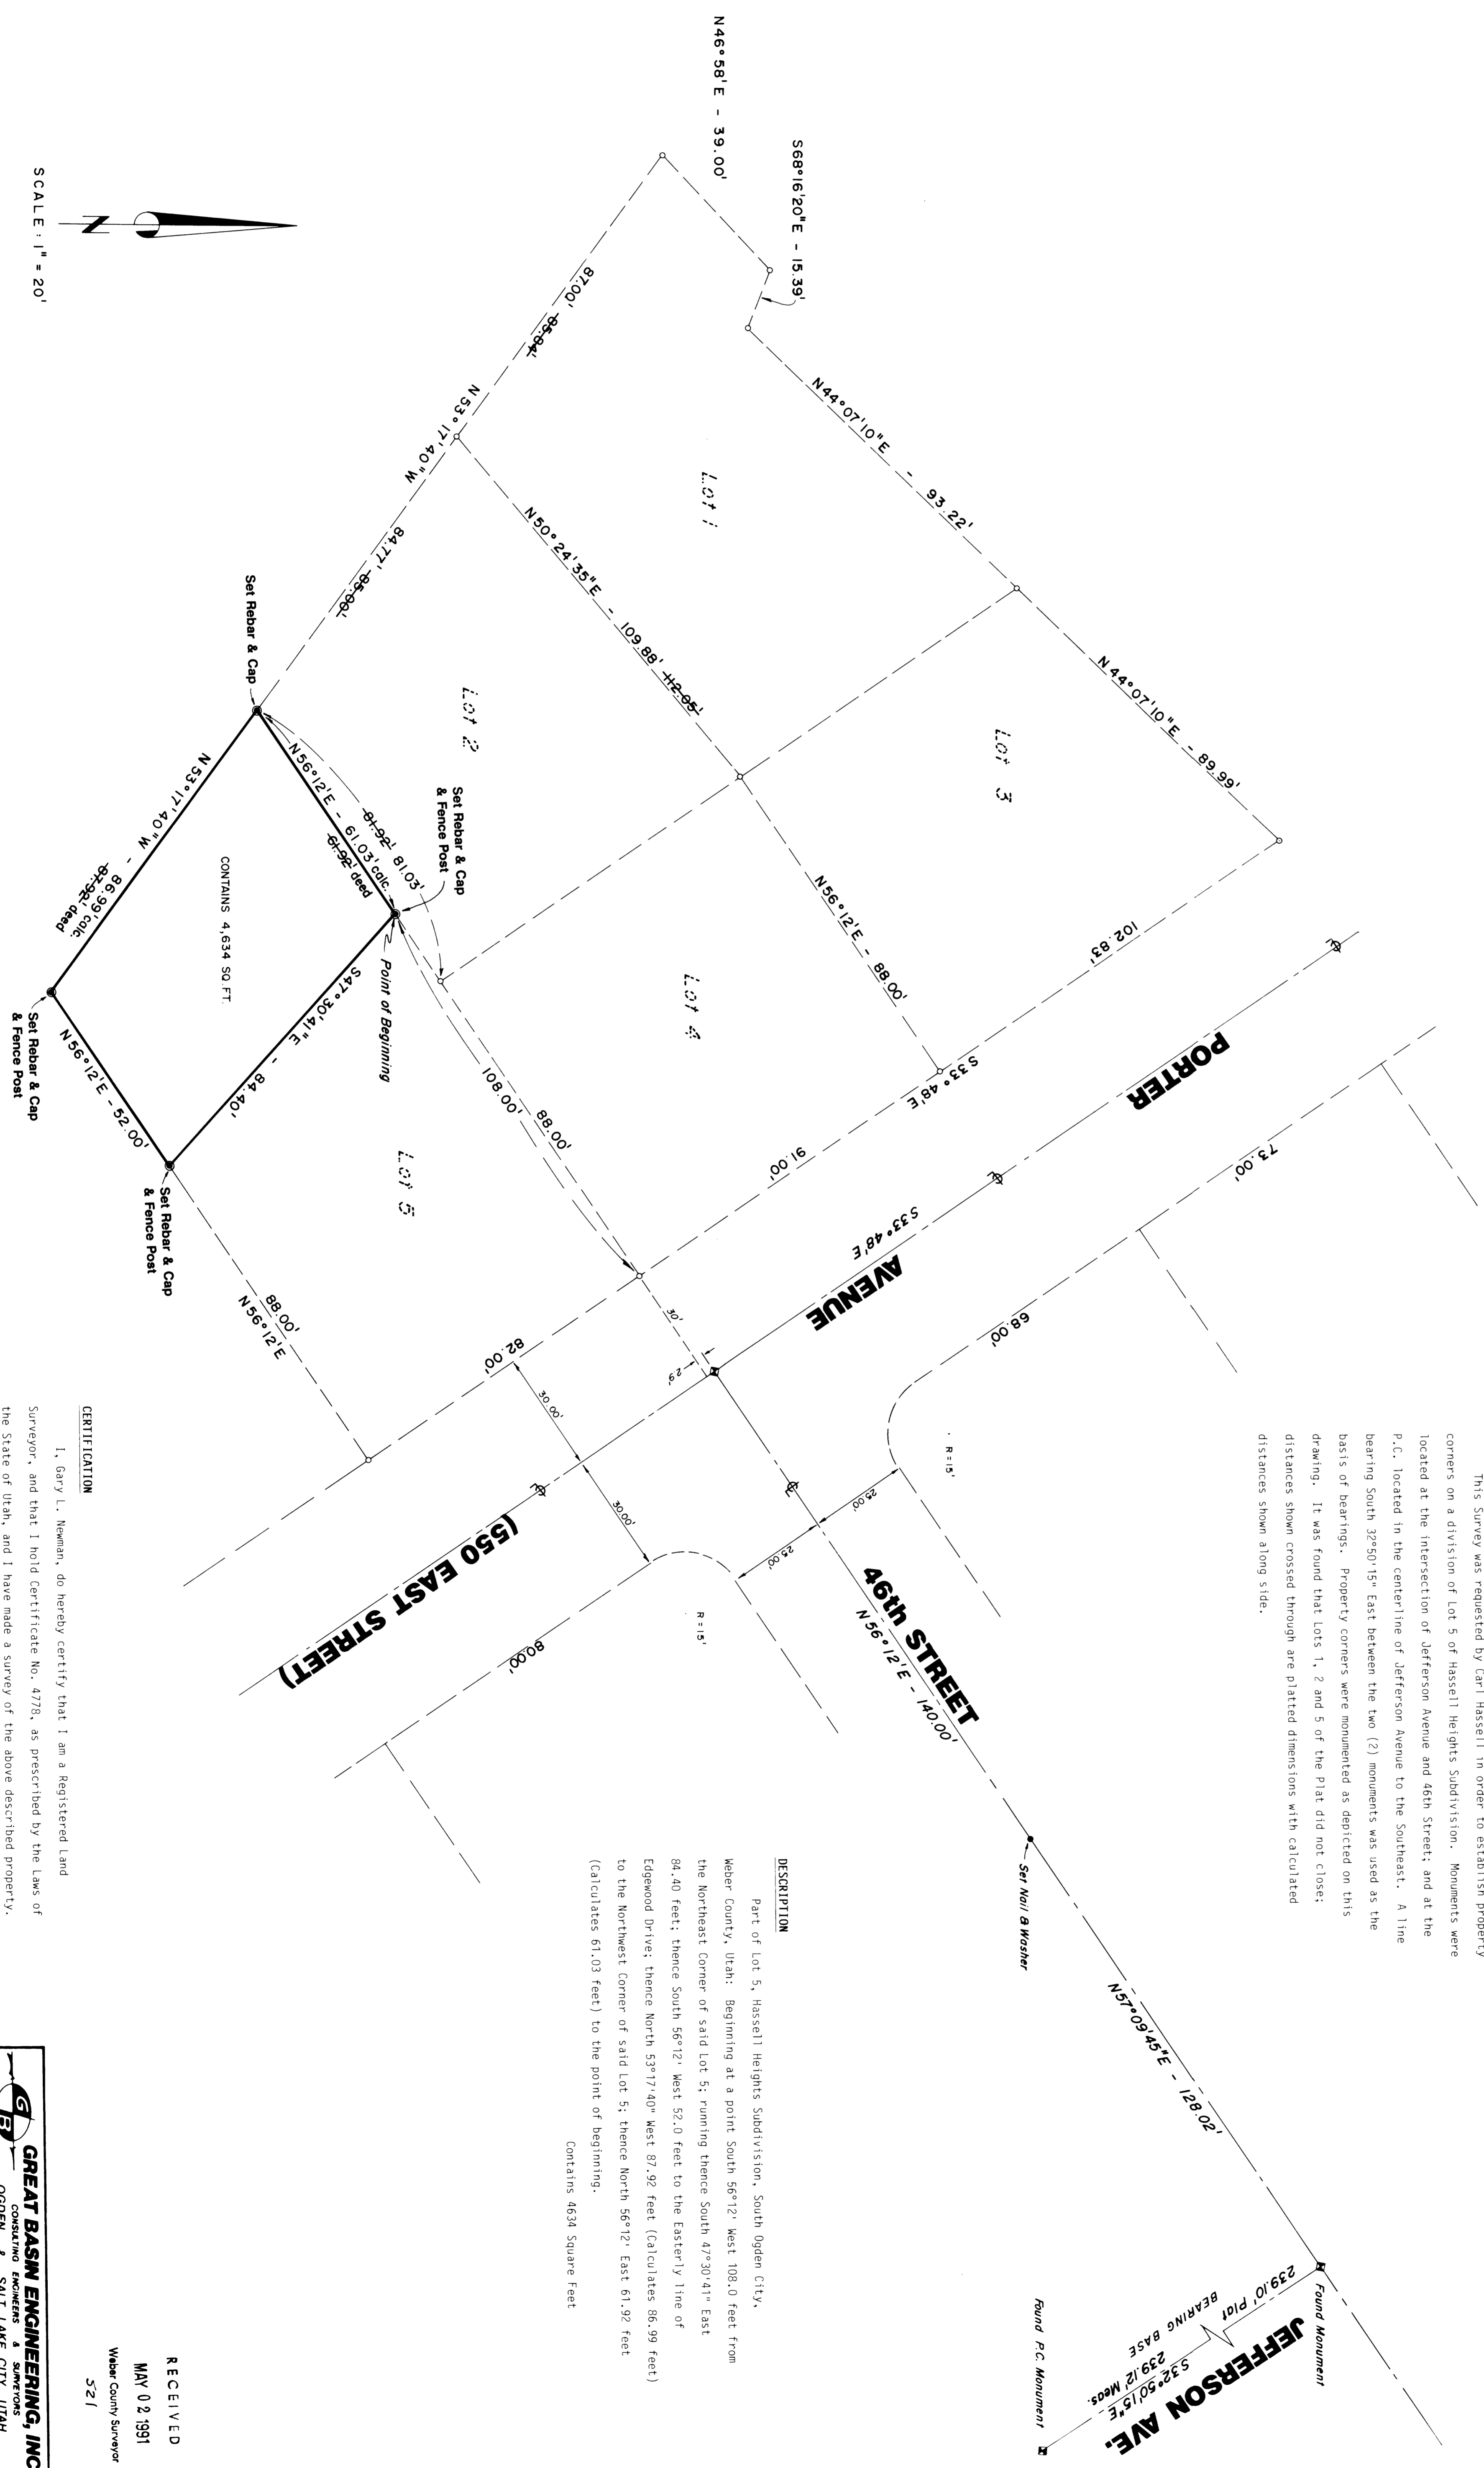 This Survey was requested by Carl Hassell in order to establish property
corners on a division of Lot 5 of Hassell Heights Subdivision. Monuments were
located at the intersection of Jefferson Avenue and 46th Street; and at the
P.C. located in the centerline of Jefferson Avenue to the Southeast. A line
bearing South 32°50'15" East between the two (2) monuments was used as the
basis of bearings. Property corners were monumented as depicted on this
drawing. It was found that Lots 1, 2 and 5 of the Plat did not close;
distances shown crossed through are platted dimensions with calculated
distances shown along side.
N46°58'E - 39.00'
S68°16'20"E - 15.39'
N44°07'10"E - 93.22'
N44°07'10"E - 89.99'
87.00' 85.84'
N53°17'40"W
84.77' 85.00'
Lot 1
N50°24'35"E - 109.88' 112.05'
Lot 2
Lot 3
N56°12'E - 88.00'
102.83'
Lot 4
S33°48'E
91.00'
Set Rebar & Cap
Set Rebar & Cap
& Fence Post
81.92' 81.03'
N56°12'E - 61.03' calc.
61.92' deed
Point of Beginning
108.00'
88.00'
N53°17'40"W - 86.99' calc.
87.92' deed
CONTAINS 4,634 SQ.FT.
S47°30'41"E - 84.40'
Lot 5
N56°12'E - 52.00'
Set Rebar & Cap
& Fence Post
Set Rebar & Cap
& Fence Post
88.00'
N56°12'E
82.00'
30'
2.9'
30.00'
30.00'
PORTER
AVENUE
S33°48'E
(550 EAST STREET)
73.00'
68.00'
R=15'
25.00'
25.00'
R=15'
80.00'
46th STREET
N56°12'E - 140.00'
Set Nail & Washer
N57°09'45"E - 128.02'
Found Monument
239.10' Plat
BEARING BASE
239.12' Meas.
S32°50'15"E
JEFFERSON AVE.
Found P.C. Monument
SCALE: 1" = 20'
N
DESCRIPTION
Part of Lot 5, Hassell Heights Subdivision, South Ogden City,
Weber County, Utah: Beginning at a point South 56°12' West 108.0 feet from
the Northeast Corner of said Lot 5; running thence South 47°30'41" East
84.40 feet; thence South 56°12' West 52.0 feet to the Easterly line of
Edgewood Drive; thence North 53°17'40" West 87.92 feet (Calculates 86.99 feet)
to the Northwest Corner of said Lot 5; thence North 56°12' East 61.92 feet
(Calculates 61.03 feet) to the point of beginning.
Contains 4634 Square Feet
CERTIFICATION
I, Gary L. Newman, do hereby certify that I am a Registered Land
Surveyor, and that I hold Certificate No. 4778, as prescribed by the Laws of
the State of Utah, and I have made a survey of the above described property.
RECEIVED
MAY 02 1991
Weber County Surveyor
521
GB
GREAT BASIN ENGINEERING, INC
CONSULTING ENGINEERS & SURVEYORS
OGDEN & SALT LAKE CITY, UTAH